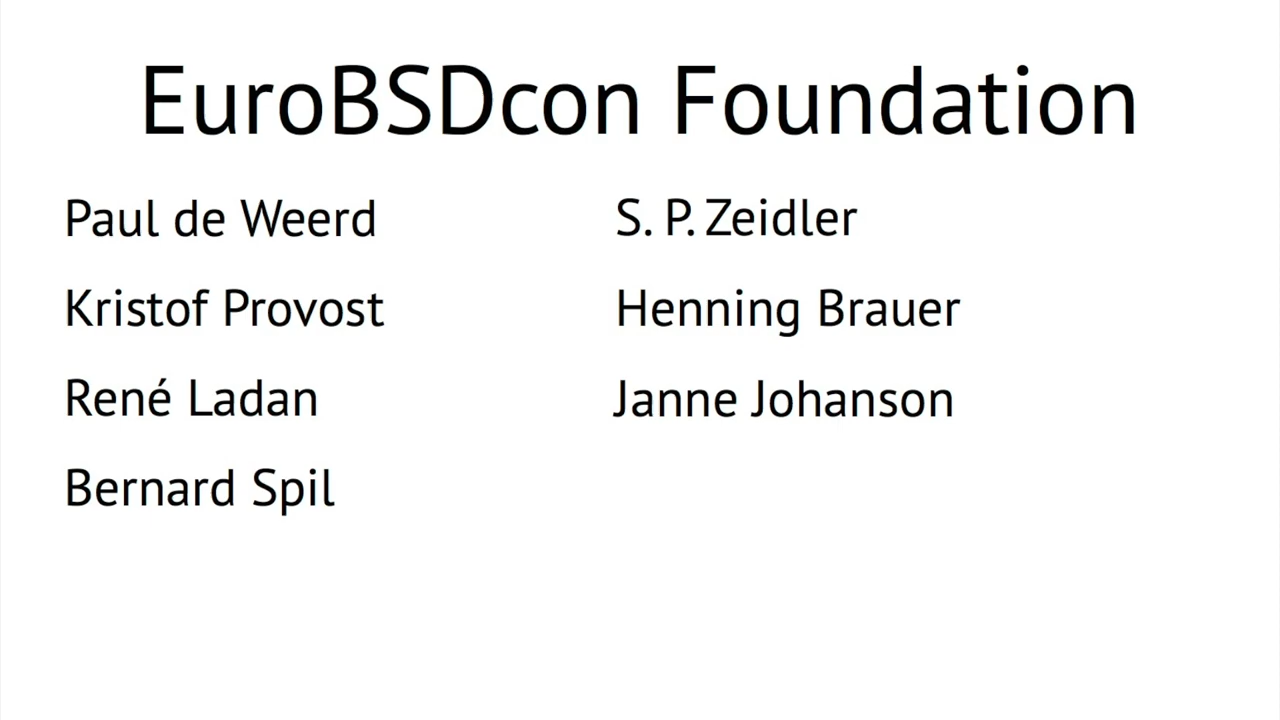 EuroBSDcon Foundation
Paul de Weerd
Kristof Provost
René Ladan
Bernard Spil
S. P. Zeidler
Henning Brauer
Janne Johanson